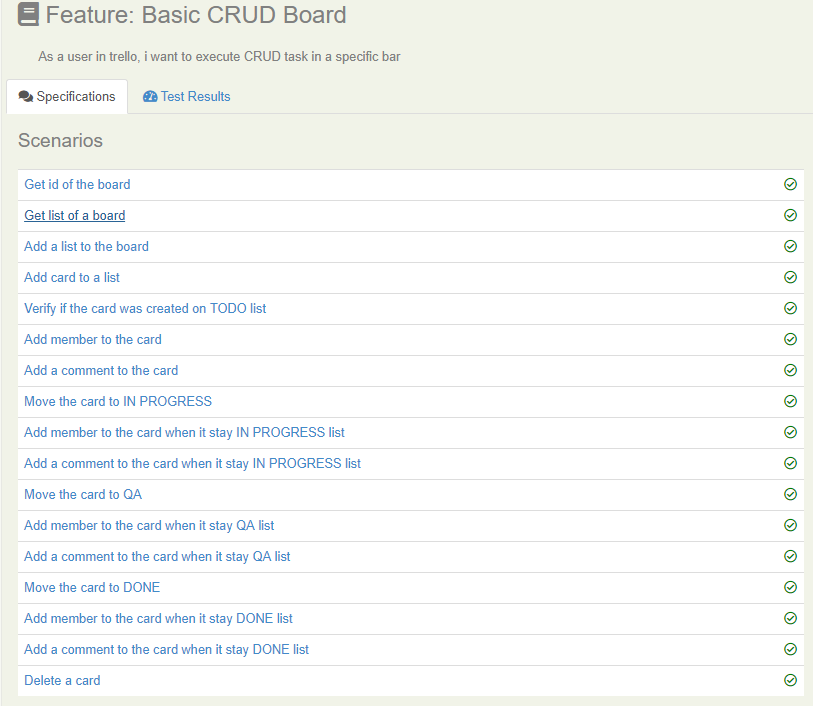 Feature: Basic CRUD Board
As a user in trello, i want to execute CRUD task in a specific bar
Specifications Test Results
Scenarios
Get id of the board
Get list of a board
Add a list to the board
Add card to a list
Verify if the card was created on TODO list
Add member to the card
Add a comment to the card
Move the card to IN PROGRESS
Add member to the card when it stay IN PROGRESS list
Add a comment to the card when it stay IN PROGRESS list
Move the card to QA
Add member to the card when it stay QA list
Add a comment to the card when it stay QA list
Move the card to DONE
Add member to the card when it stay DONE list
Add a comment to the card when it stay DONE list
Delete a card